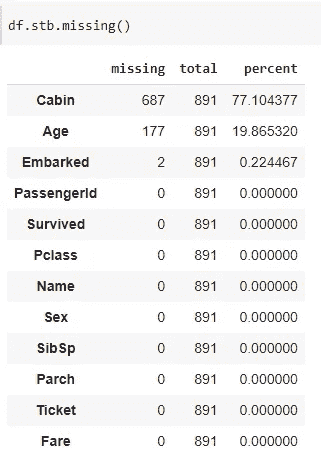 df.stb.missing()
missing total percent
Cabin 687 891 77.104377
Age 177 891 19.865320
Embarked 2 891 0.224467
PassengerId 0 891 0.000000
Survived 0 891 0.000000
Pclass 0 891 0.000000
Name 0 891 0.000000
Sex 0 891 0.000000
SibSp 0 891 0.000000
Parch 0 891 0.000000
Ticket 0 891 0.000000
Fare 0 891 0.000000